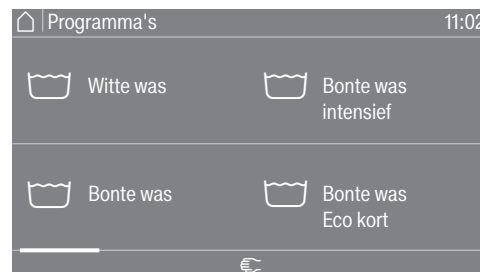 Programma's 11:02
Witte was
Bonte was
intensief
Bonte was
Bonte was
Eco kort